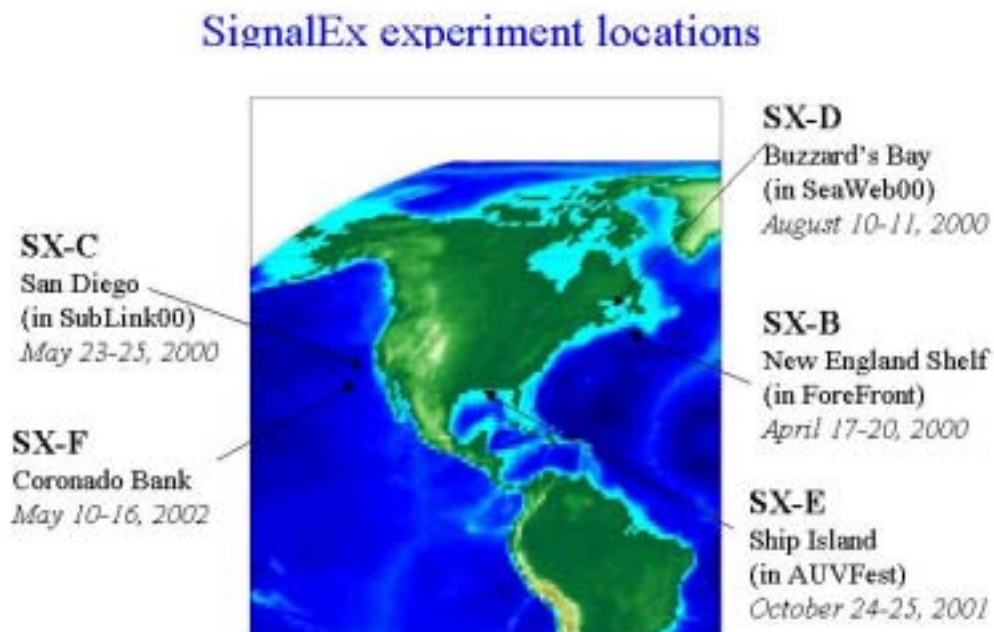 SignalEx experiment locations
SX-D
Buzzard's Bay
(in SeaWeb00)
August 10-11, 2000
SX-C
San Diego
(in SubLink00)
May 23-25, 2000
SX-B
New England Shelf
(in ForeFront)
April 17-20, 2000
SX-F
Coronado Bank
May 10-16, 2002
SX-E
Ship Island
(in AUVFest)
October 24-25, 2001